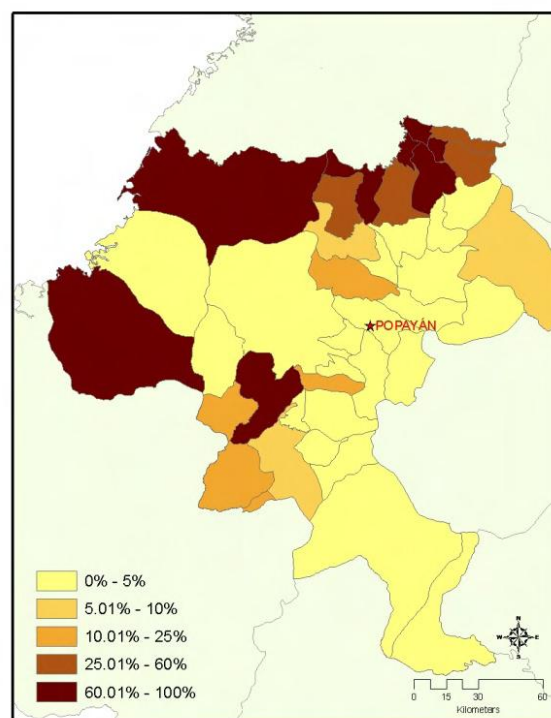 POPAYÁN
0% - 5%
5.01% - 10%
10.01% - 25%
25.01% - 60%
60.01% - 100%
N
W
E
S
0 15 30 60
Kilometers